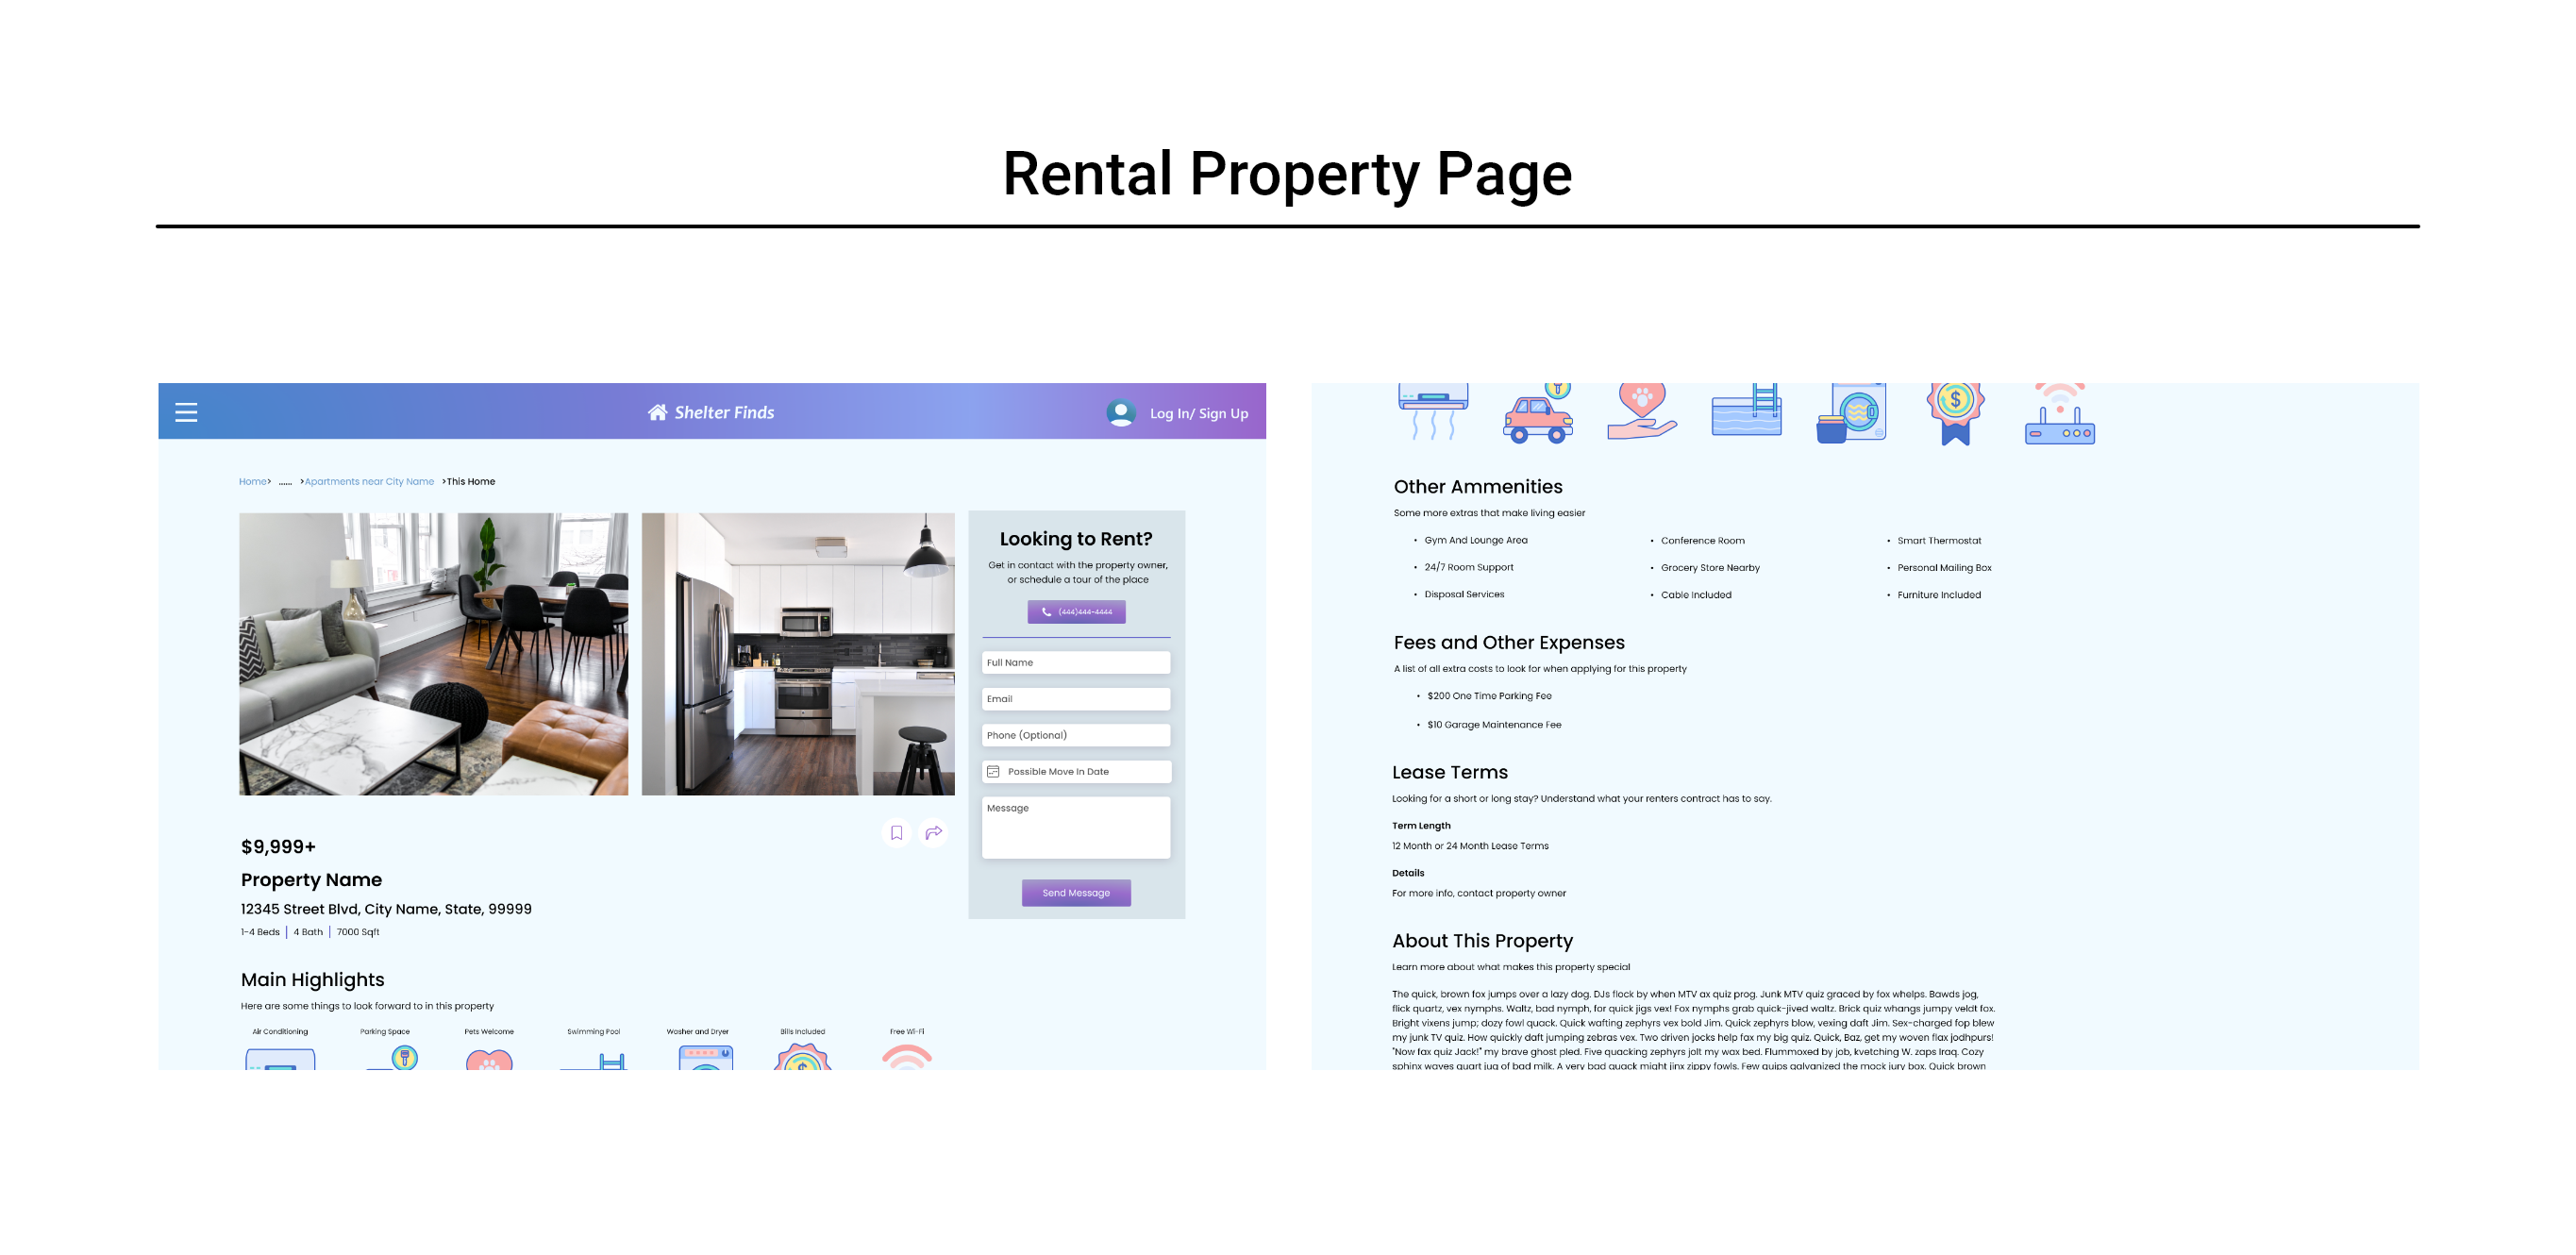 Rental Property Page
Shelter Finds
Log In/ Sign Up
Home> ...... >Apartments near City Name >This Home
Looking to Rent?
Get in contact with the property owner,
or schedule a tour of the place
(444)444-4444
Full Name
Email
Phone (Optional)
Possible Move In Date
Message
Send Message
$9,999+
Property Name
12345 Street Blvd, City Name, State, 99999
1-4 Beds | 4 Bath | 7000 Sqft
Main Highlights
Here are some things to look forward to in this property
Air Conditioning
Parking Space
Pets Welcome
Swimming Pool
Washer and Dryer
Bills Included
Free Wi-Fi
Other Ammenities
Some more extras that make living easier
• Gym And Lounge Area
• 24/7 Room Support
• Disposal Services
• Conference Room
• Grocery Store Nearby
• Cable Included
• Smart Thermostat
• Personal Mailing Box
• Furniture Included
Fees and Other Expenses
A list of all extra costs to look for when applying for this property
• $200 One Time Parking Fee
• $10 Garage Maintenance Fee
Lease Terms
Looking for a short or long stay? Understand what your renters contract has to say.
Term Length
12 Month or 24 Month Lease Terms
Details
For more info, contact property owner
About This Property
Learn more about what makes this property special
The quick, brown fox jumps over a lazy dog. DJs flock by when MTV ax quiz prog. Junk MTV quiz graced by fox whelps. Bawds jog,
flick quartz, vex nymphs. Waltz, bad nymph, for quick jigs vex! Fox nymphs grab quick-jived waltz. Brick quiz whangs jumpy veldt fox.
Bright vixens jump; dozy fowl quack. Quick wafting zephyrs vex bold Jim. Quick zephyrs blow, vexing daft Jim. Sex-charged fop blew
my junk TV quiz. How quickly daft jumping zebras vex. Two driven jocks help fax my big quiz. Quick, Baz, get my woven flax jodhpurs!
"Now fax quiz Jack!" my brave ghost pled. Five quacking zephyrs jolt my wax bed. Flummoxed by job, kvetching W. zaps Iraq. Cozy
sphinx waves quart jug of bad milk. A very bad quack might jinx zippy fowls. Few quips galvanized the mock jury box. Quick brown